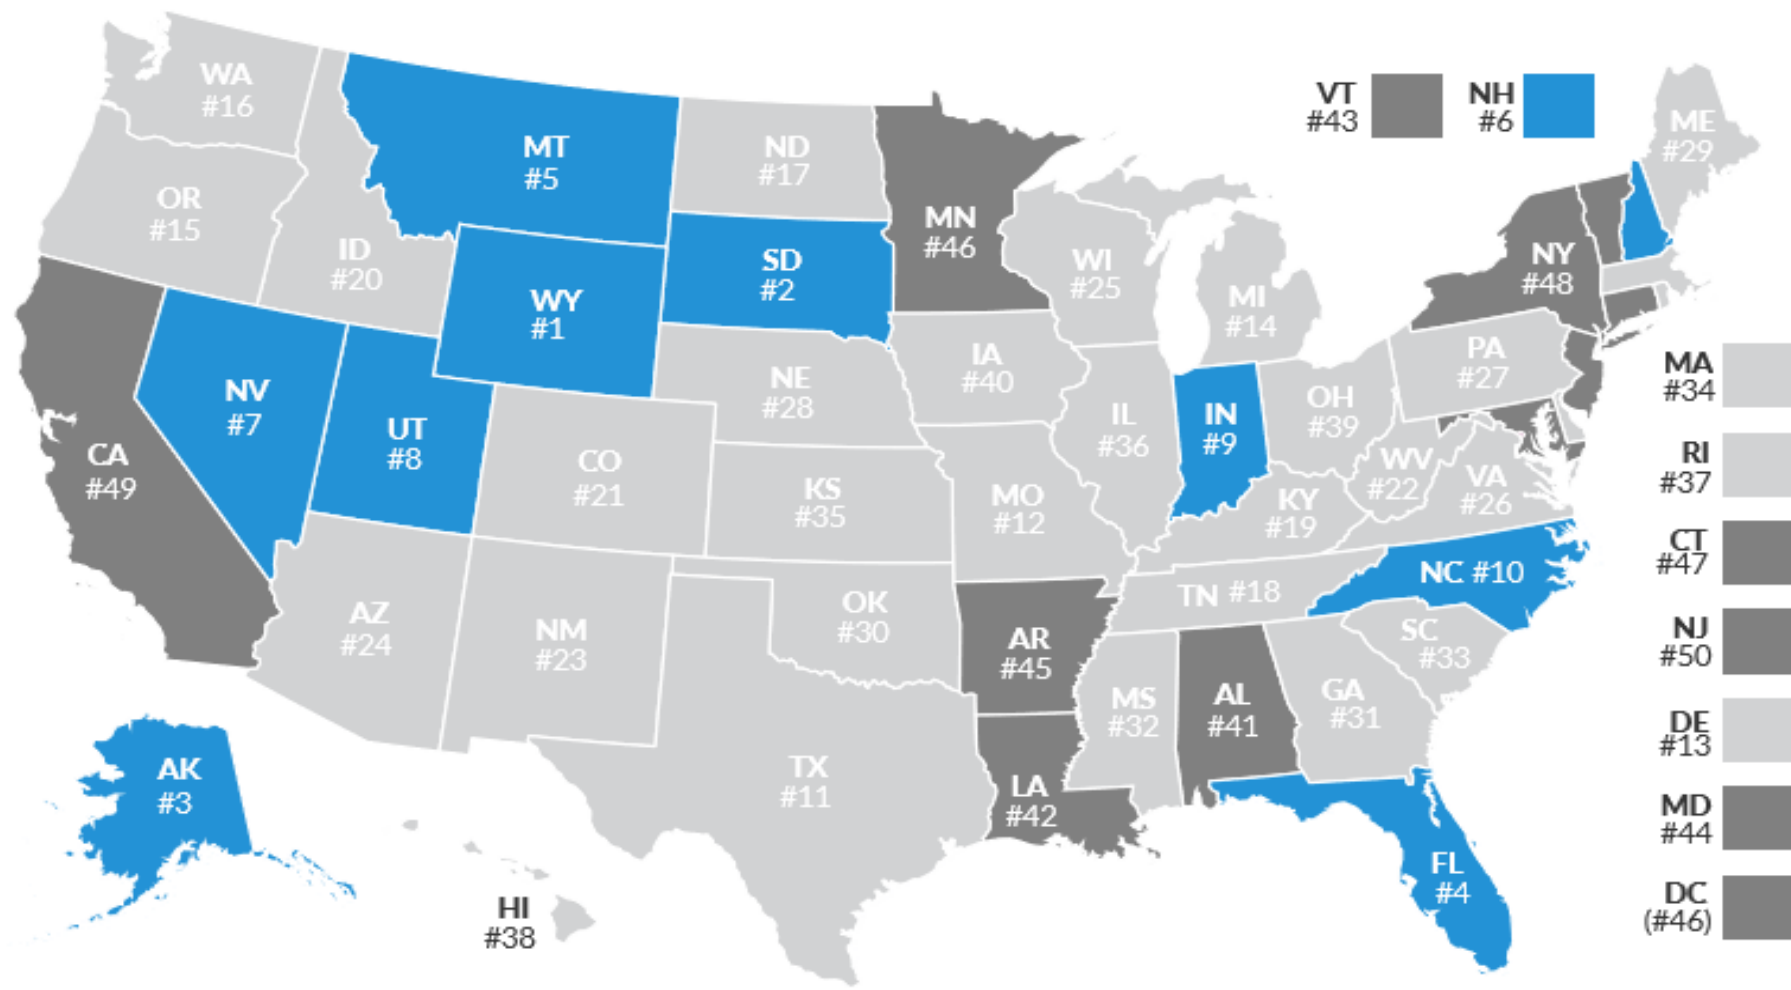 WA
#16
MT
#5
ND
#17
VT
#43
NH
#6
ME
#29
OR
#15
ID
#20
WY
#1
SD
#2
MN
#46
WI
#25
MI
#14
NY
#48
NV
#7
UT
#8
CA
#49
CO
#21
NE
#28
KS
#35
IA
#40
MO
#12
IL
#36
IN
#9
OH
#39
PA
#27
WV
#22
VA
#26
KY
#19
NC #10
TN #18
SC
#33
AZ
#24
NM
#23
OK
#30
AR
#45
MS
#32
AL
#41
GA
#31
TX
#11
LA
#42
FL
#4
AK
#3
HI
#38
MA
#34
RI
#37
CT
#47
NJ
#50
DE
#13
MD
#44
DC
(#46)